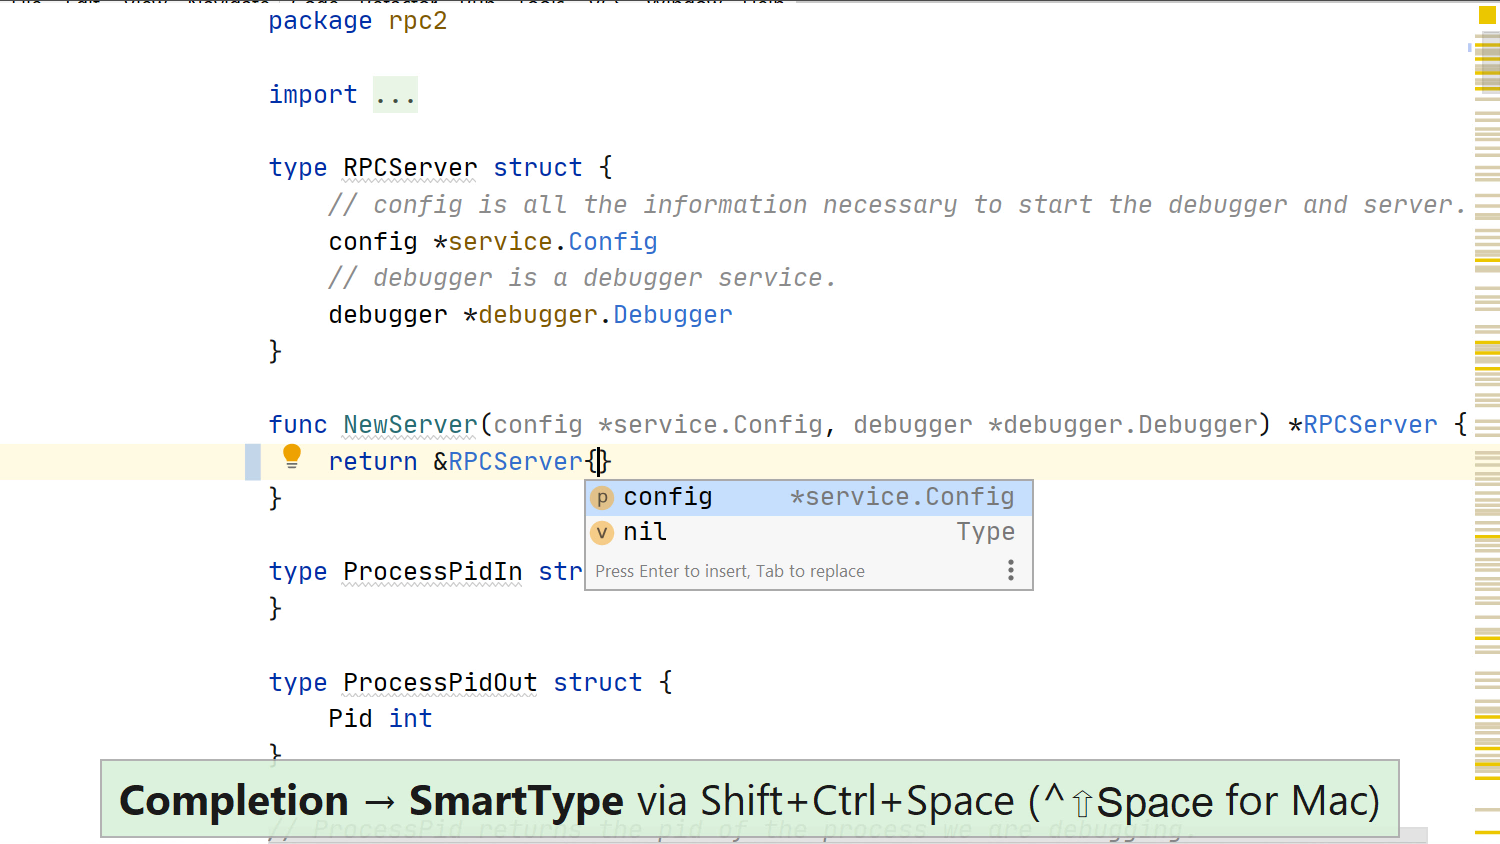 package rpc2
import ...
type RPCServer struct {
// config is all the information necessary to start the debugger and server.
config *service.Config
// debugger is a debugger service.
debugger *debugger.Debugger
}
func NewServer(config *service.Config, debugger *debugger.Debugger) *RPCServer {
return &RPCServer{}
p config *service.Config
v nil Type
Press Enter to insert, Tab to replace
}
type ProcessPidIn str
}
type ProcessPidOut struct {
Pid int
}
Completion → SmartType via Shift+Ctrl+Space (^⇧Space for Mac)
// ProcessPid returns the pid of the process we are debugging.